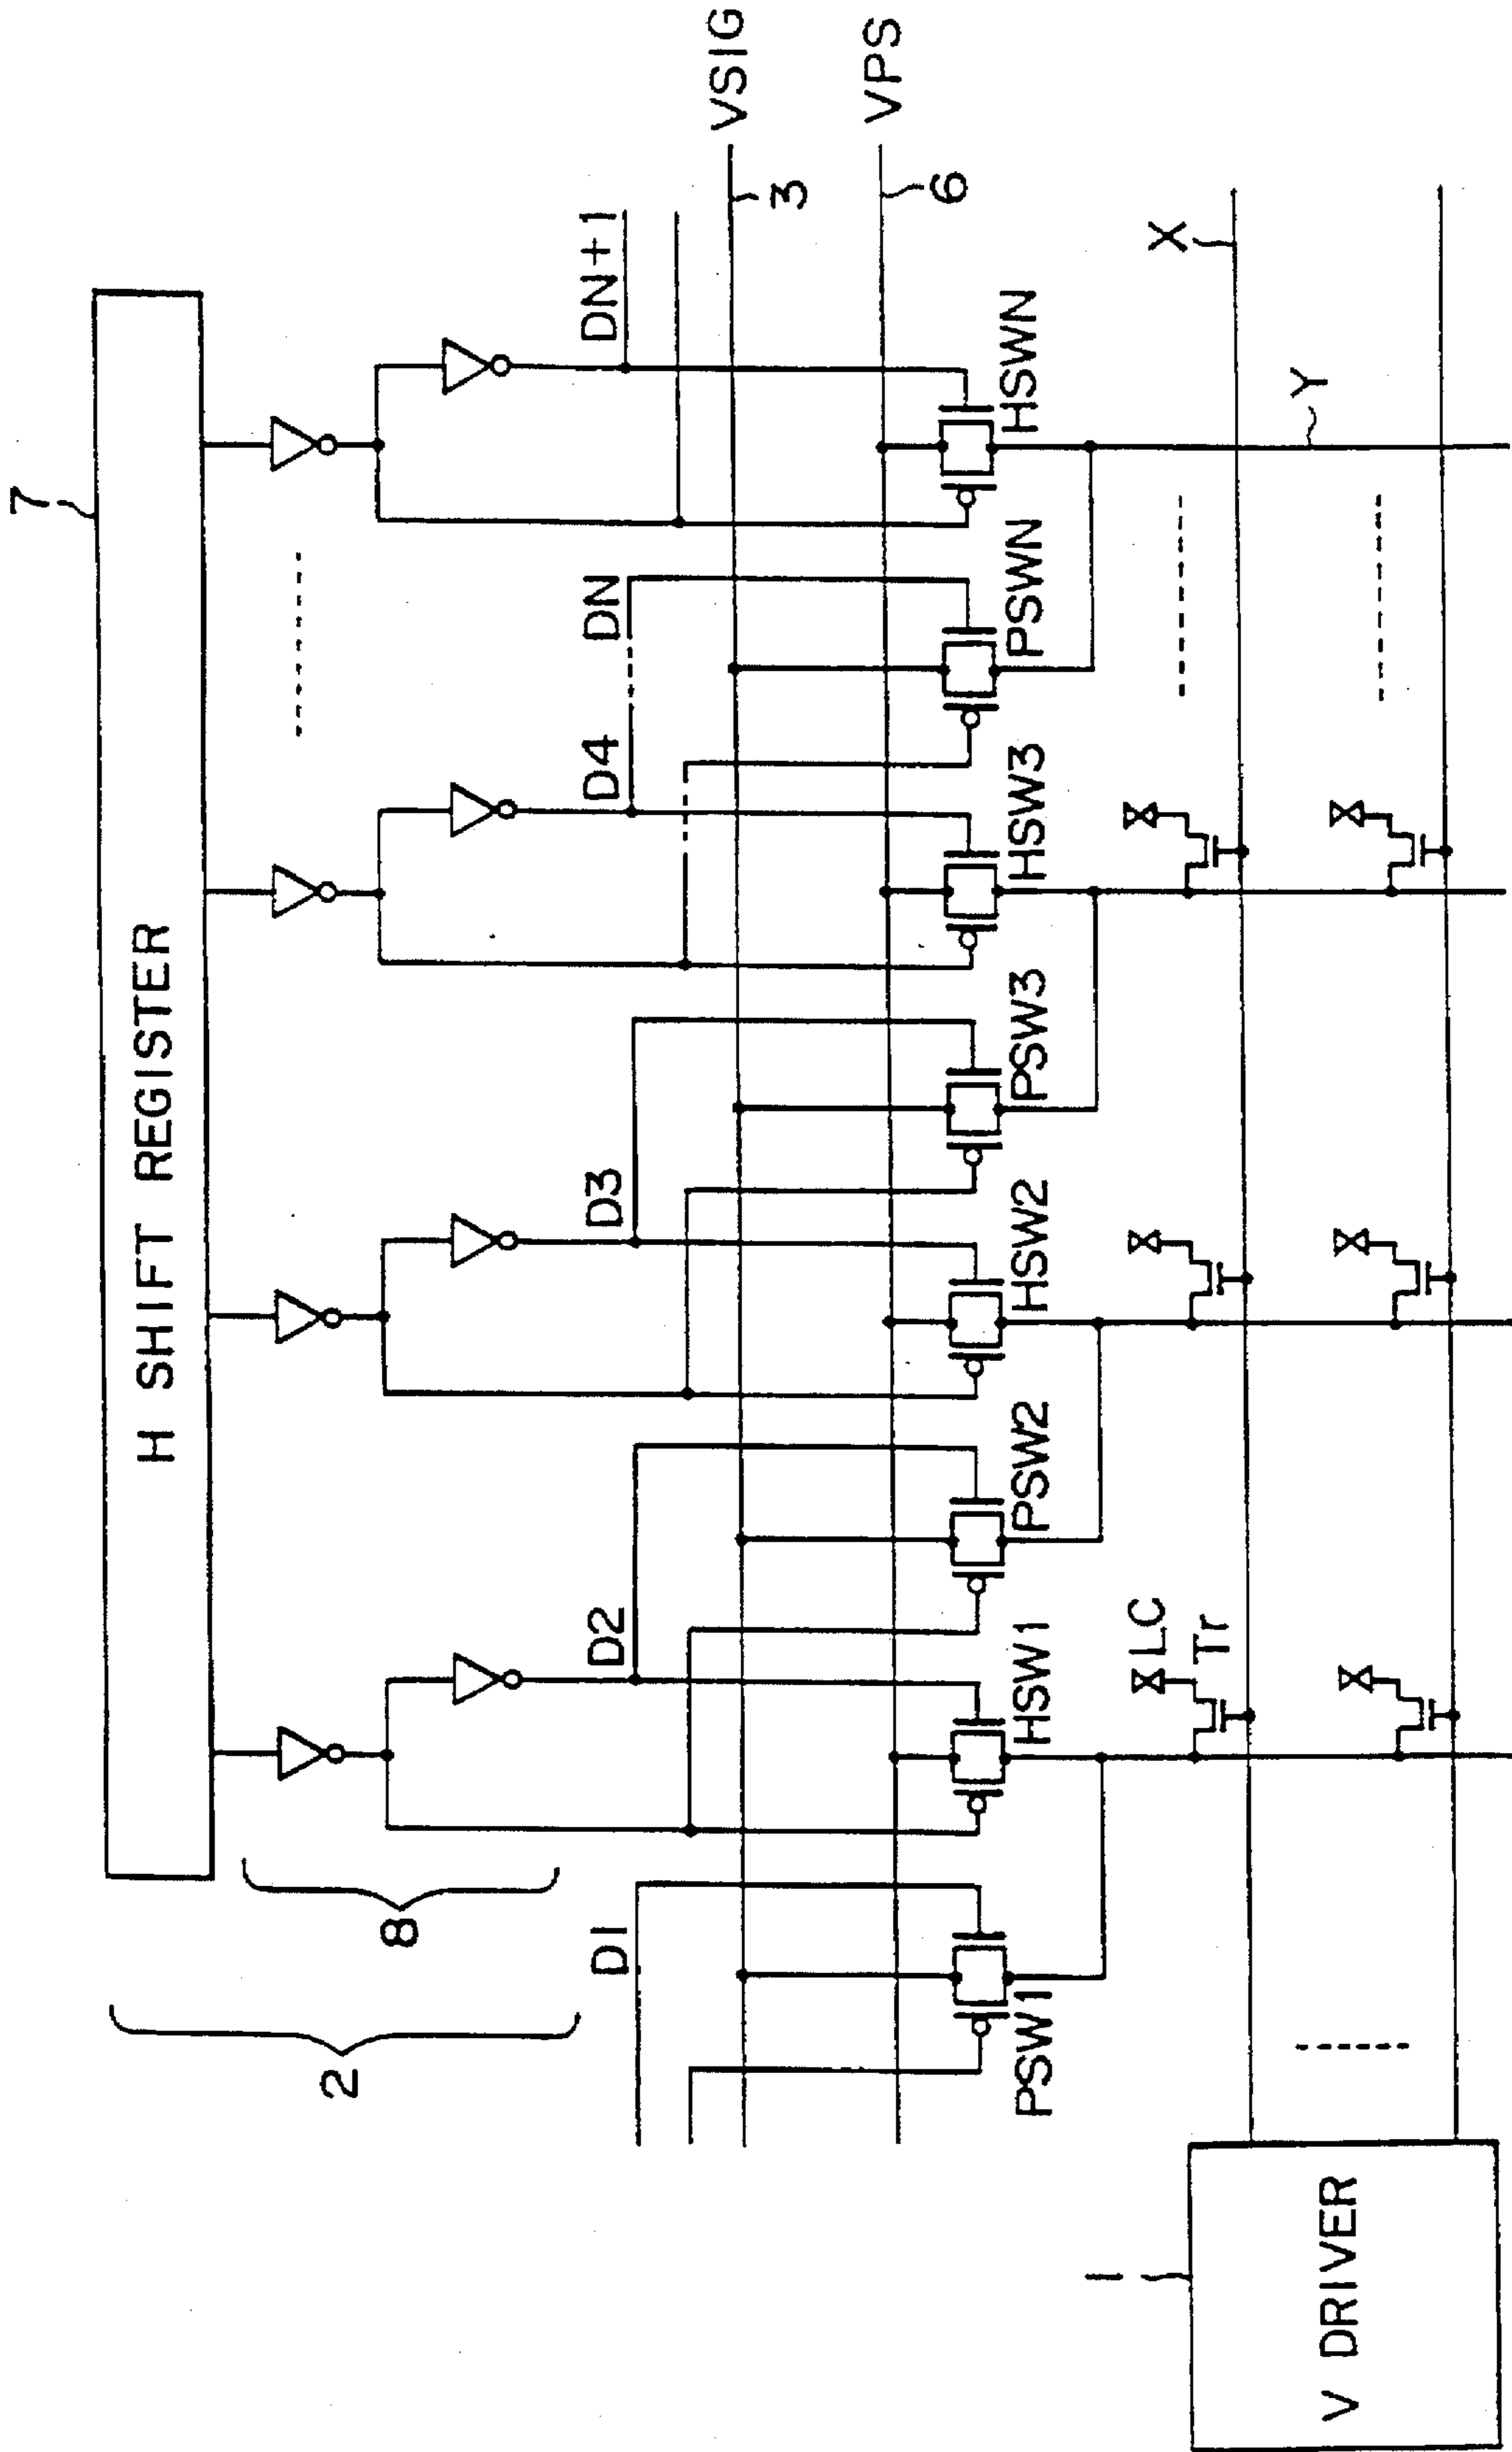 7
H SHIFT REGISTER
2
8
D1
D2
D3
D4
DN
DN+1
VSIG
3
VPS
6
PSW1
HSW1
PSW2
HSW2
PSW3
HSW3
PSWN
HSWN
LC
Tr
X
Y
1
V DRIVER